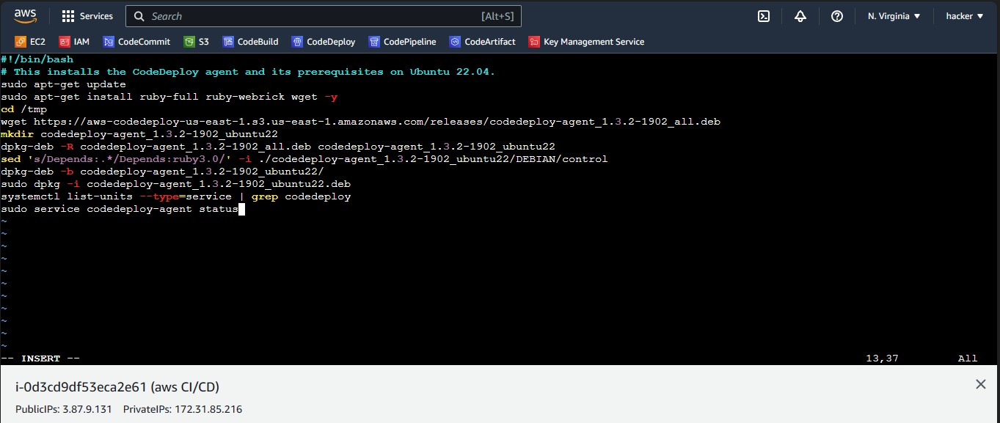 aws Services Search [Alt+S] N. Virginia ▼ hacker ▼
EC2 IAM CodeCommit S3 CodeBuild CodeDeploy CodePipeline CodeArtifact Key Management Service
#!/bin/bash
# This installs the CodeDeploy agent and its prerequisites on Ubuntu 22.04.
sudo apt-get update
sudo apt-get install ruby-full ruby-webrick wget -y
cd /tmp
wget https://aws-codedeploy-us-east-1.s3.us-east-1.amazonaws.com/releases/codedeploy-agent_1.3.2-1902_all.deb
mkdir codedeploy-agent_1.3.2-1902_ubuntu22
dpkg-deb -R codedeploy-agent_1.3.2-1902_all.deb codedeploy-agent_1.3.2-1902_ubuntu22
sed 's/Depends:.*/Depends:ruby3.0/' -i ./codedeploy-agent_1.3.2-1902_ubuntu22/DEBIAN/control
dpkg-deb -b codedeploy-agent_1.3.2-1902_ubuntu22/
sudo dpkg -i codedeploy-agent_1.3.2-1902_ubuntu22.deb
systemctl list-units --type=service | grep codedeploy
sudo service codedeploy-agent status
~
~
~
~
~
~
~
~
~
~
~
-- INSERT -- 13,37 All
i-0d3cd9df53eca2e61 (aws CI/CD)
PublicIPs: 3.87.9.131 PrivateIPs: 172.31.85.216